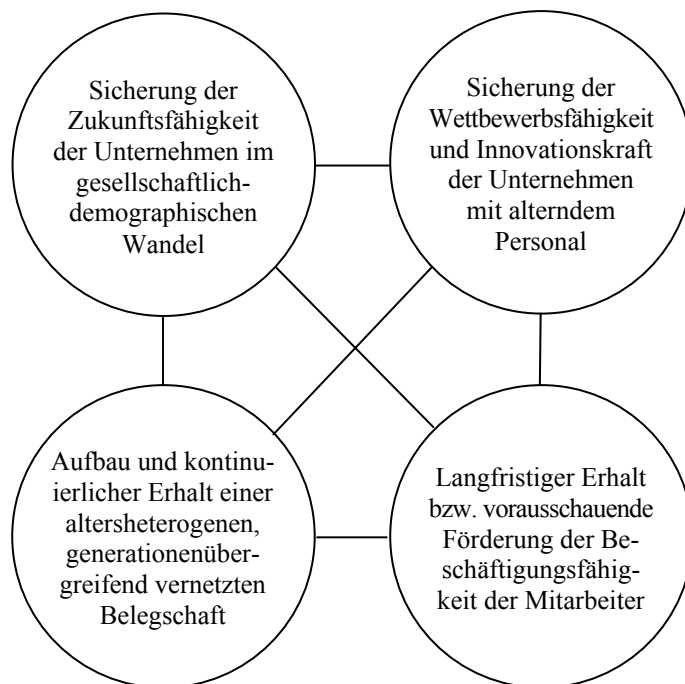 Sicherung der
Zukunftsfähigkeit
der Unternehmen im
gesellschaftlich-
demographischen
Wandel
Sicherung der
Wettbewerbsfähigkeit
und Innovationskraft
der Unternehmen
mit alterndem
Personal
Aufbau und kontinu-
ierlicher Erhalt einer
altersheterogenen,
generationenüber-
greifend vernetzten
Belegschaft
Langfristiger Erhalt
bzw. vorausschauende
Förderung der Be-
schäftigungsfähig-
keit der Mitarbeiter